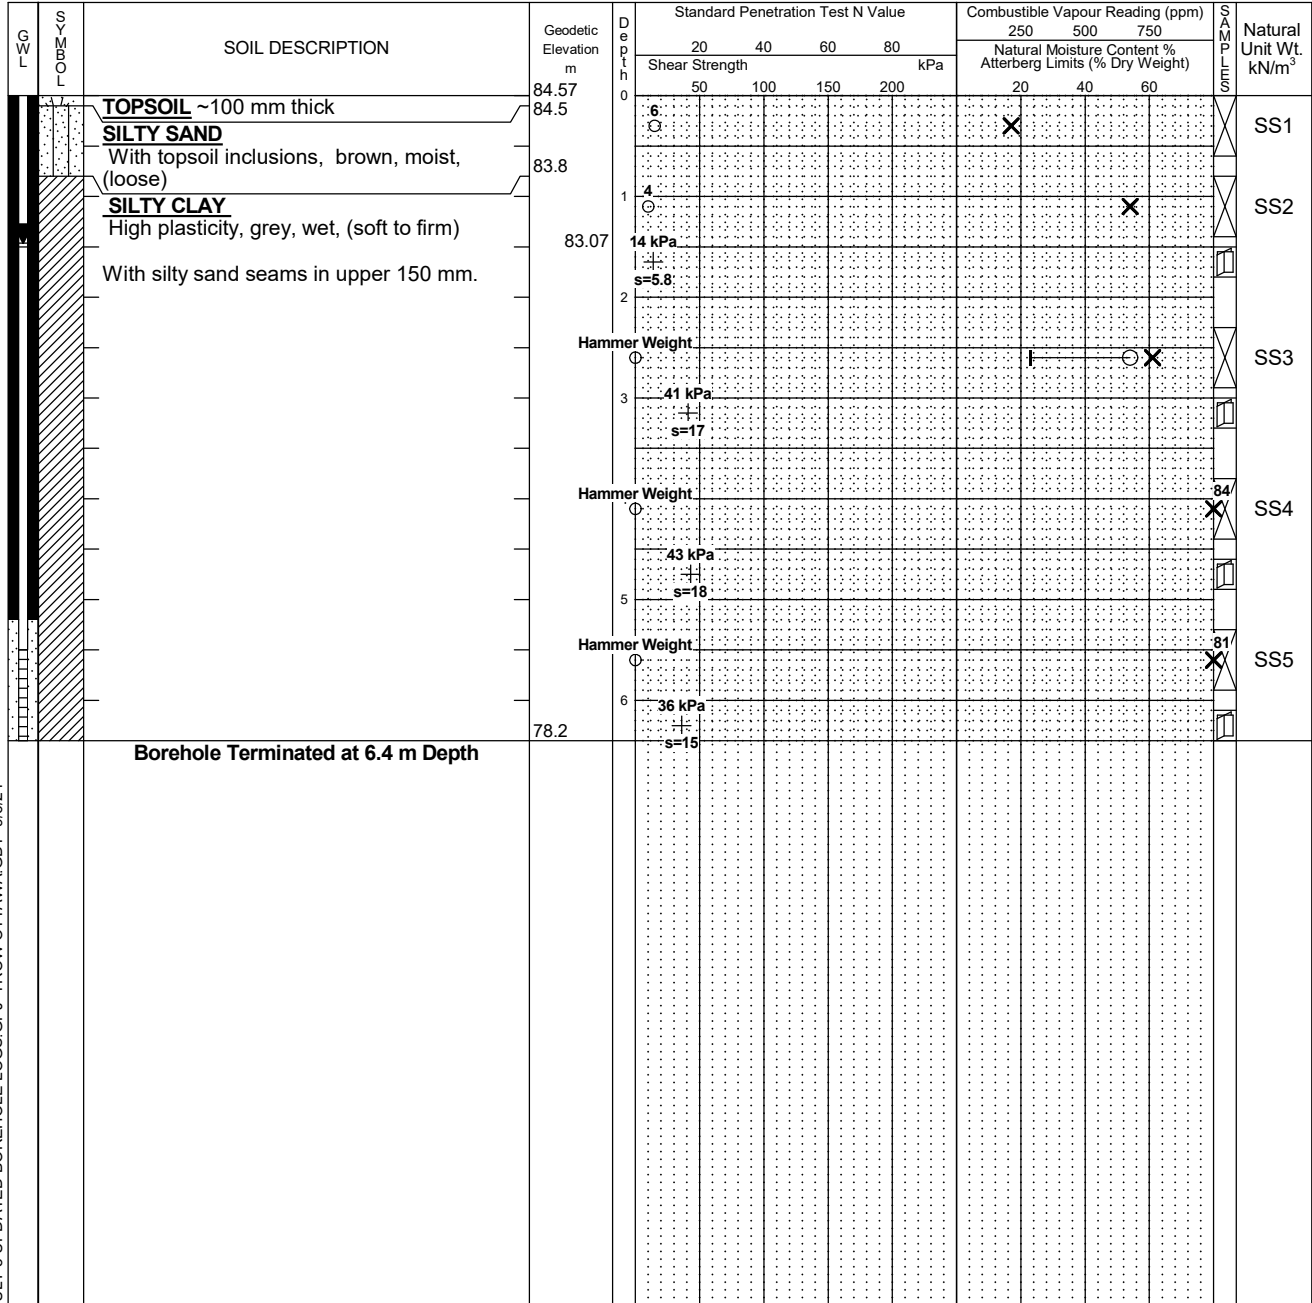 GWL
SYMBOL
SOIL DESCRIPTION
Geodetic
Elevation
m
Depth
Standard Penetration Test N Value
20 40 60 80
Shear Strength kPa
50 100 150 200
Combustible Vapour Reading (ppm)
250 500 750
Natural Moisture Content %
Atterberg Limits (% Dry Weight)
20 40 60
SAMPLES
Natural
Unit Wt.
kN/m³
84.57
0
TOPSOIL ~100 mm thick
84.5
SILTY SAND
6
SS1
With topsoil inclusions, brown, moist,
(loose)
83.8
SILTY CLAY
1
4
SS2
High plasticity, grey, wet, (soft to firm)
83.07
14 kPa
With silty sand seams in upper 150 mm.
s=5.8
2
Hammer Weight
SS3
41 kPa
3
s=17
Hammer Weight
84
SS4
43 kPa
s=18
5
Hammer Weight
81
SS5
6
36 kPa
78.2
s=15
Borehole Terminated at 6.4 m Depth